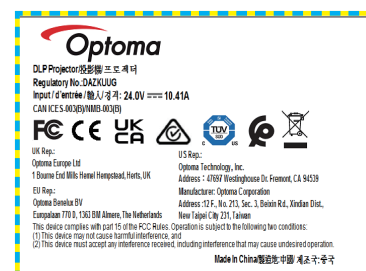 Optoma
DLP Projector/投影機/프로젝터
Regulatory No.:DAZKUUG
Input / d'entrée / 輸入/정격: 24.0V 10.41A
CAN ICES-003(B)/NMB-003(B)
FC CE UK CA TÜV SÜD C US
UK Rep.:
Optoma Europe Ltd
1 Bourne End Mills Hemel Hempstead, Herts, UK
EU Rep.:
Optoma Benelux BV
Europalaan 770 D, 1363 BM Almere, The Netherlands
US Rep.:
Optoma Technology, Inc.
Address : 47697 Westinghouse Dr. Fremont, CA 94539
Manufacturer: Optoma Corporation
Address :12 F., No. 213, Sec. 3, Beixin Rd., Xindian Dist.,
New Taipei City 231, Taiwan
This device complies with part 15 of the FCC Rules. Operation is subject to the following two conditions:
(1) This device may not cause harmful interference, and
(2) This device must accept any interference received, including interference that may cause undesired operation.
Made in China/製造地:中國/제조국:중국